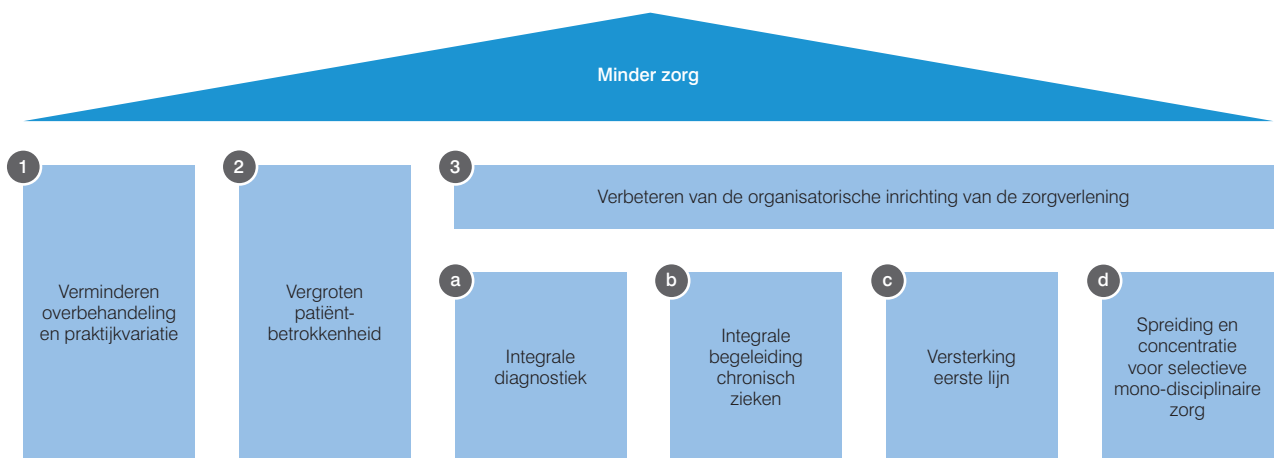 Minder zorg
1
Verminderen
overbehandeling
en praktijkvariatie
2
Vergroten
patiënt-
betrokkenheid
3
Verbeteren van de organisatorische inrichting van de zorgverlening
a
Integrale
diagnostiek
b
Integrale
begeleiding
chronisch
zieken
c
Versterking
eerste lijn
d
Spreiding en
concentratie
voor selectieve
mono-disciplinaire
zorg